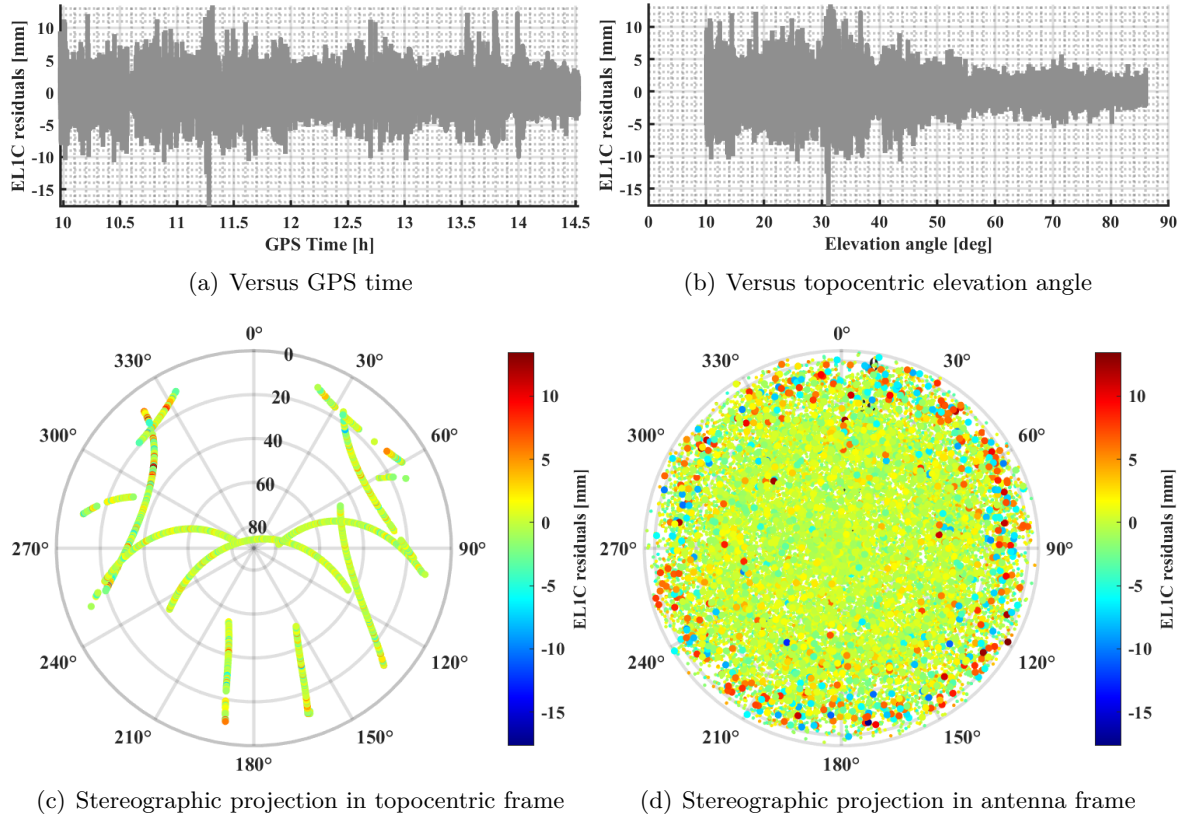 EL1C residuals [mm]
10
5
0
-5
-10
-15
10 10.5 11 11.5 12 12.5 13 13.5 14 14.5
GPS Time [h]
(a) Versus GPS time
EL1C residuals [mm]
10
5
0
-5
-10
-15
0 10 20 30 40 50 60 70 80 90
Elevation angle [deg]
(b) Versus topocentric elevation angle
0°
330° 0 30°
20
300° 40 60°
60
80
270° 90°
240° 120°
210° 150°
180°
10
5
0
-5
-10
-15
EL1C residuals [mm]
(c) Stereographic projection in topocentric frame
0°
330° 30°
300° 60°
270° 90°
240° 120°
210° 150°
180°
10
5
0
-5
-10
-15
EL1C residuals [mm]
(d) Stereographic projection in antenna frame